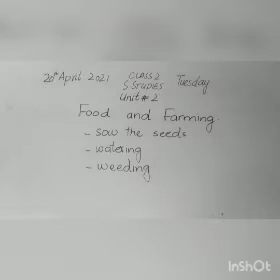 20th April 2021 CLASS 2 Tuesday
S STUDIES
Unit # 2
Food and Farming.
- sow the seeds
- watering
- weeding
InShOt